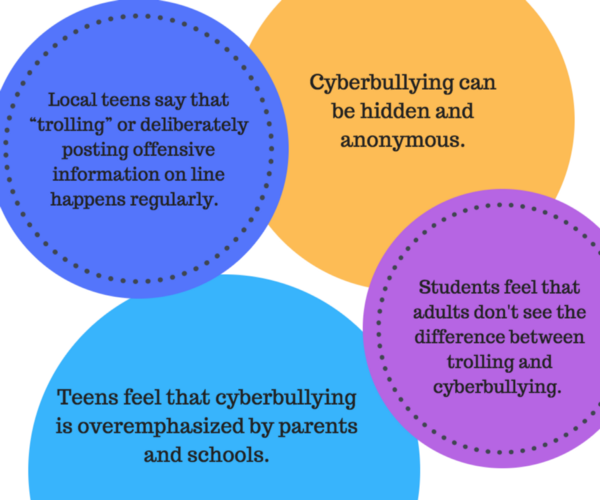 Local teens say that
“trolling” or deliberately
posting offensive
information on line
happens regularly.
Cyberbullying can
be hidden and
anonymous.
Students feel that
adults don't see the
difference between
trolling and
cyberbullying.
Teens feel that cyberbullying
is overemphasized by parents
and schools.